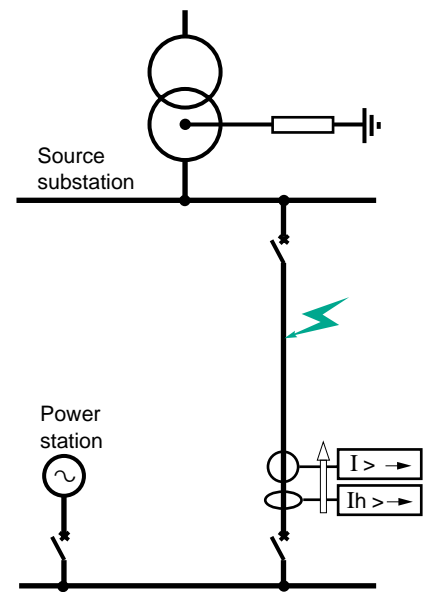 Source
substation
Power
station
I > →
Ih > →